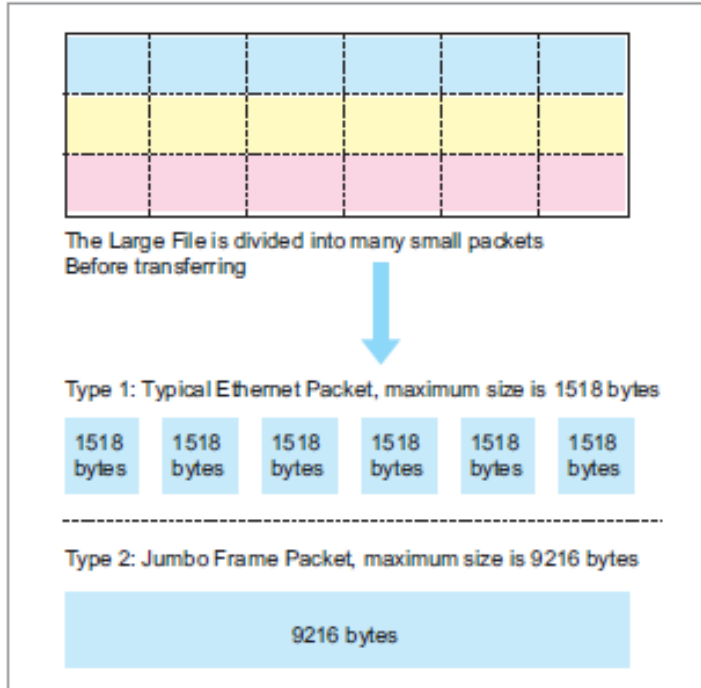 The Large File is divided into many small packets
Before transferring
Type 1: Typical Ethernet Packet, maximum size is 1518 bytes
1518 1518 1518 1518 1518 1518
bytes bytes bytes bytes bytes bytes
Type 2: Jumbo Frame Packet, maximum size is 9216 bytes
9216 bytes